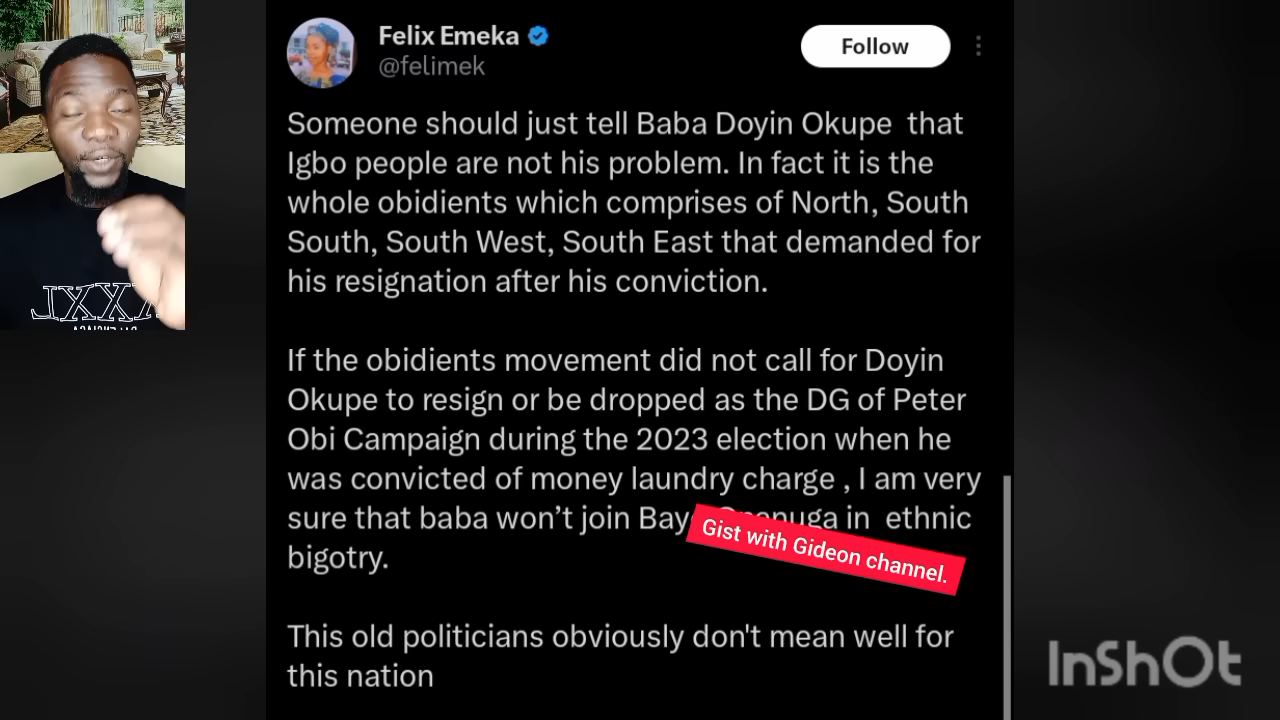 Felix Emeka
@felimek
Follow
Someone should just tell Baba Doyin Okupe that
Igbo people are not his problem. In fact it is the
whole obidients which comprises of North, South
South, South West, South East that demanded for
his resignation after his conviction.
If the obidients movement did not call for Doyin
Okupe to resign or be dropped as the DG of Peter
Obi Campaign during the 2023 election when he
was convicted of money laundry charge , I am very
sure that baba won’t join in ethnic
bigotry.
Gist with Gideon channel.
This old politicians obviously don't mean well for
this nation
InShOt